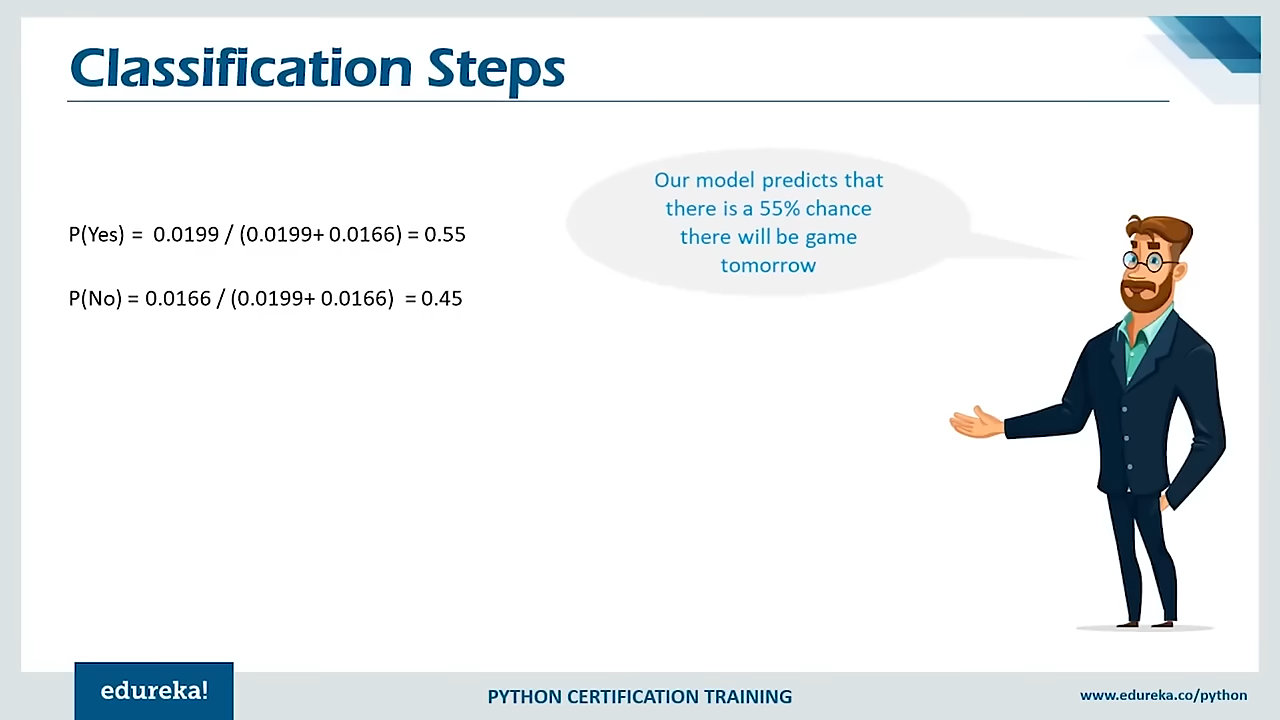 Classification Steps
Our model predicts that
there is a 55% chance
there will be game
tomorrow
P(Yes) = 0.0199 / (0.0199+ 0.0166) = 0.55
P(No) = 0.0166 / (0.0199+ 0.0166) = 0.45
edureka!
PYTHON CERTIFICATION TRAINING
www.edureka.co/python